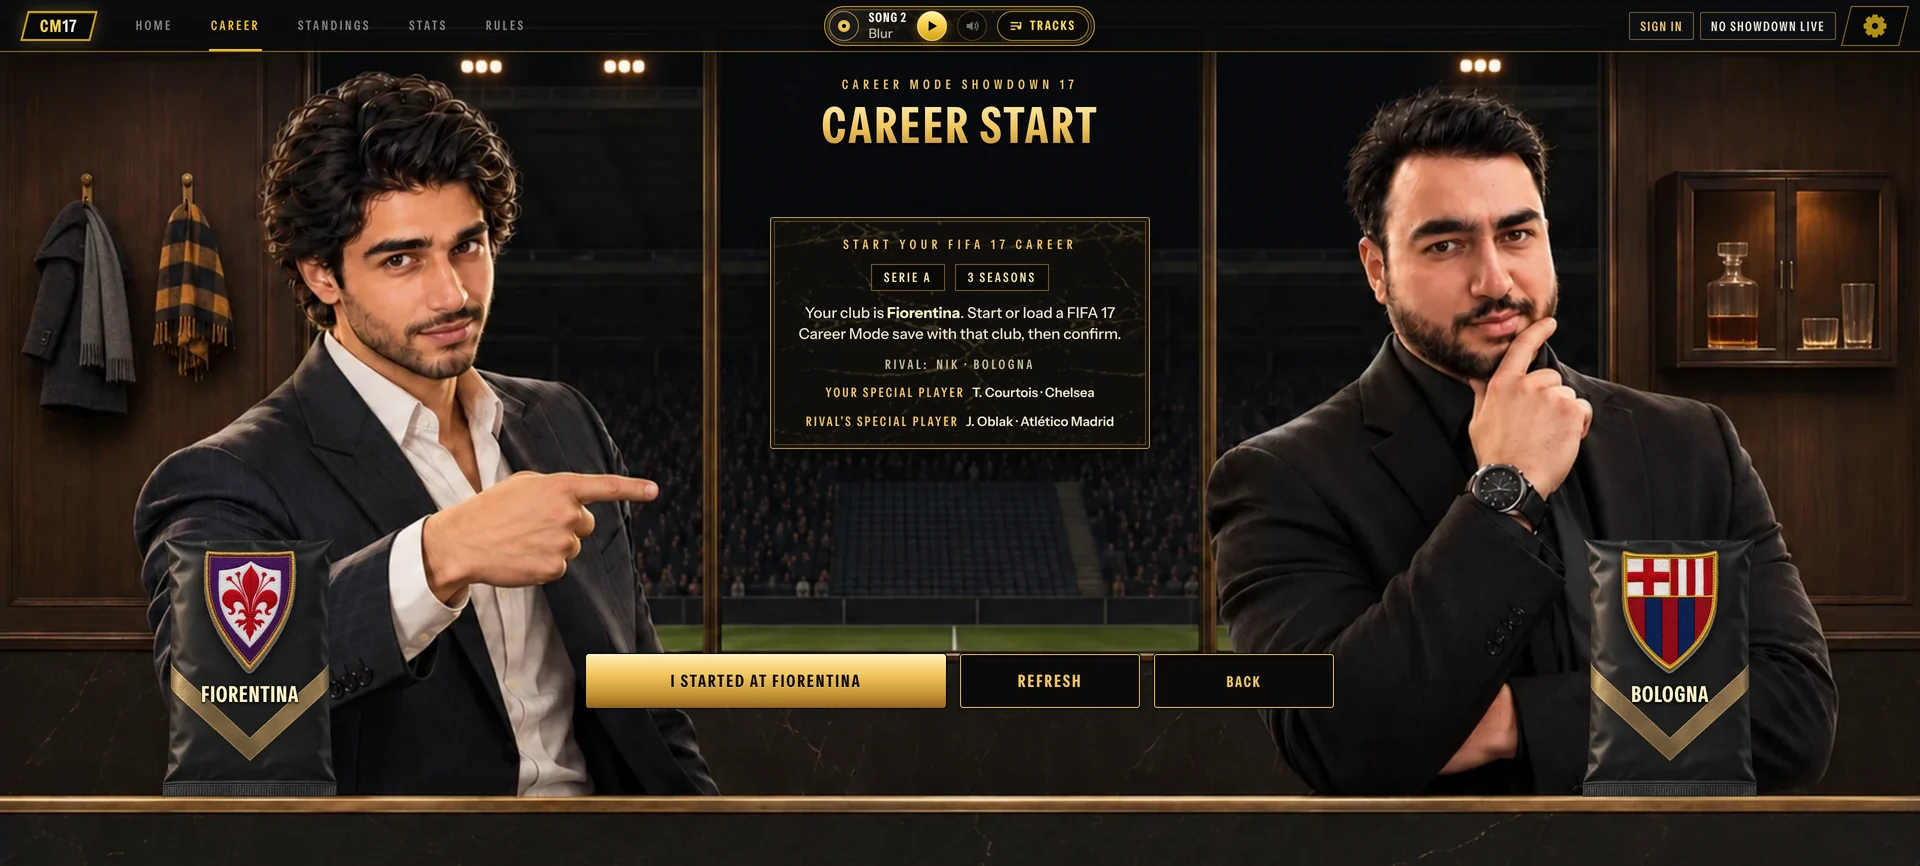 CM17
HOME
CAREER
STANDINGS
STATS
RULES
SONG 2
Blur
TRACKS
SIGN IN
NO SHOWDOWN LIVE
CAREER MODE SHOWDOWN 17
CAREER START
START YOUR FIFA 17 CAREER
SERIE A
3 SEASONS
Your club is Fiorentina. Start or load a FIFA 17
Career Mode save with that club, then confirm.
RIVAL: NIK · BOLOGNA
YOUR SPECIAL PLAYER T. Courtois · Chelsea
RIVAL'S SPECIAL PLAYER J. Oblak · Atlético Madrid
I STARTED AT FIORENTINA
REFRESH
BACK
FIORENTINA
BOLOGNA